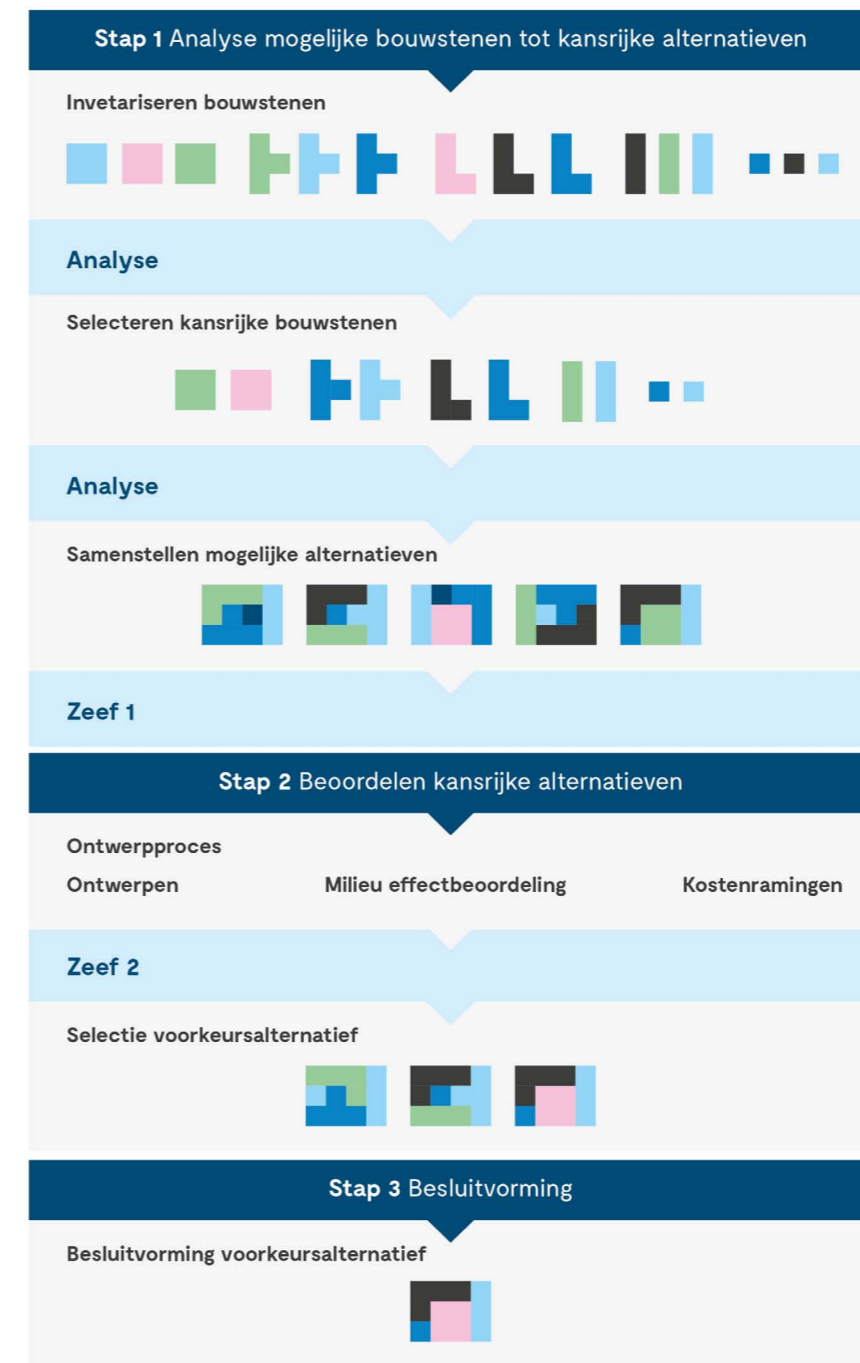 Stap 1 Analyse mogelijke bouwstenen tot kansrijke alternatieven
Invetariseren bouwstenen
Analyse
Selecteren kansrijke bouwstenen
Analyse
Samenstellen mogelijke alternatieven
Zeef 1
Stap 2 Beoordelen kansrijke alternatieven
Ontwerpproces
Ontwerpen Milieu effectbeoordeling Kostenramingen
Zeef 2
Selectie voorkeursalternatief
Stap 3 Besluitvorming
Besluitvorming voorkeursalternatief